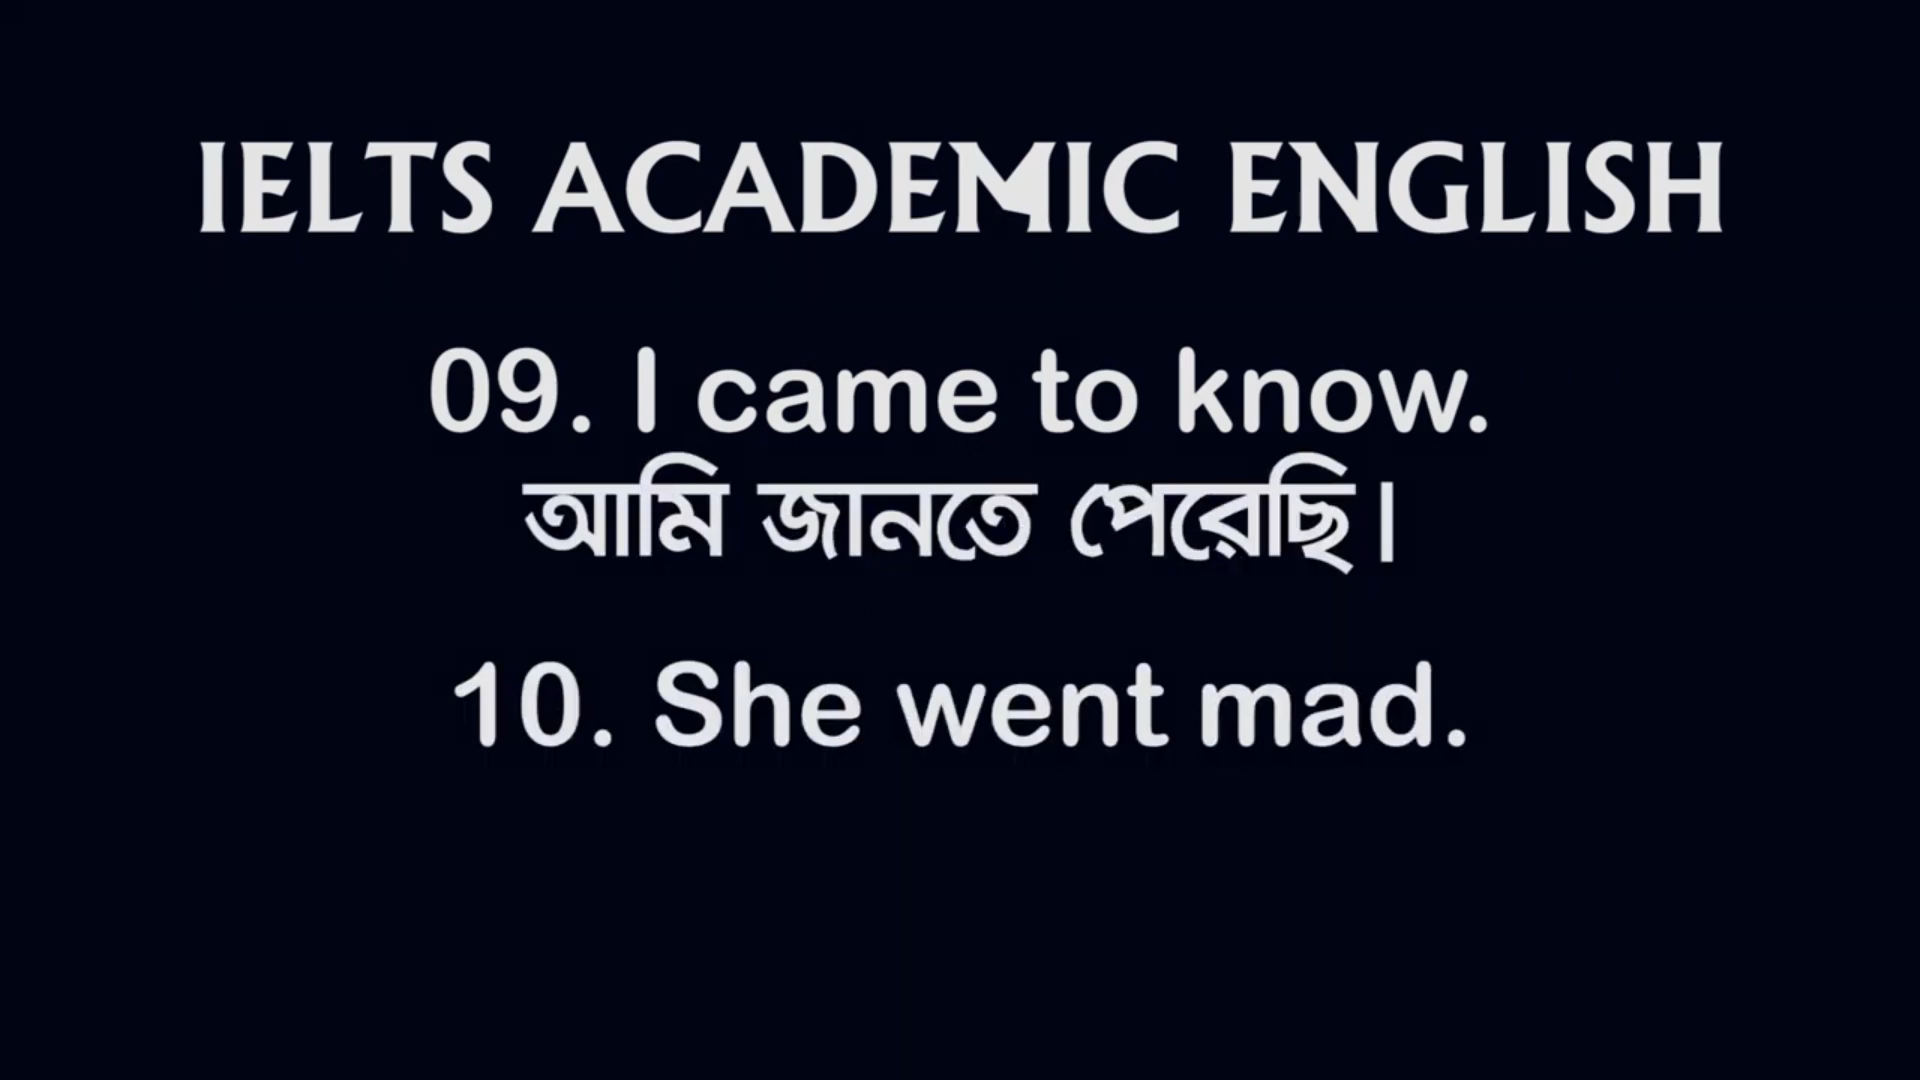 IELTS ACADEMIC ENGLISH
09. I came to know.
আমি জানতে পেরেছি।
10. She went mad.